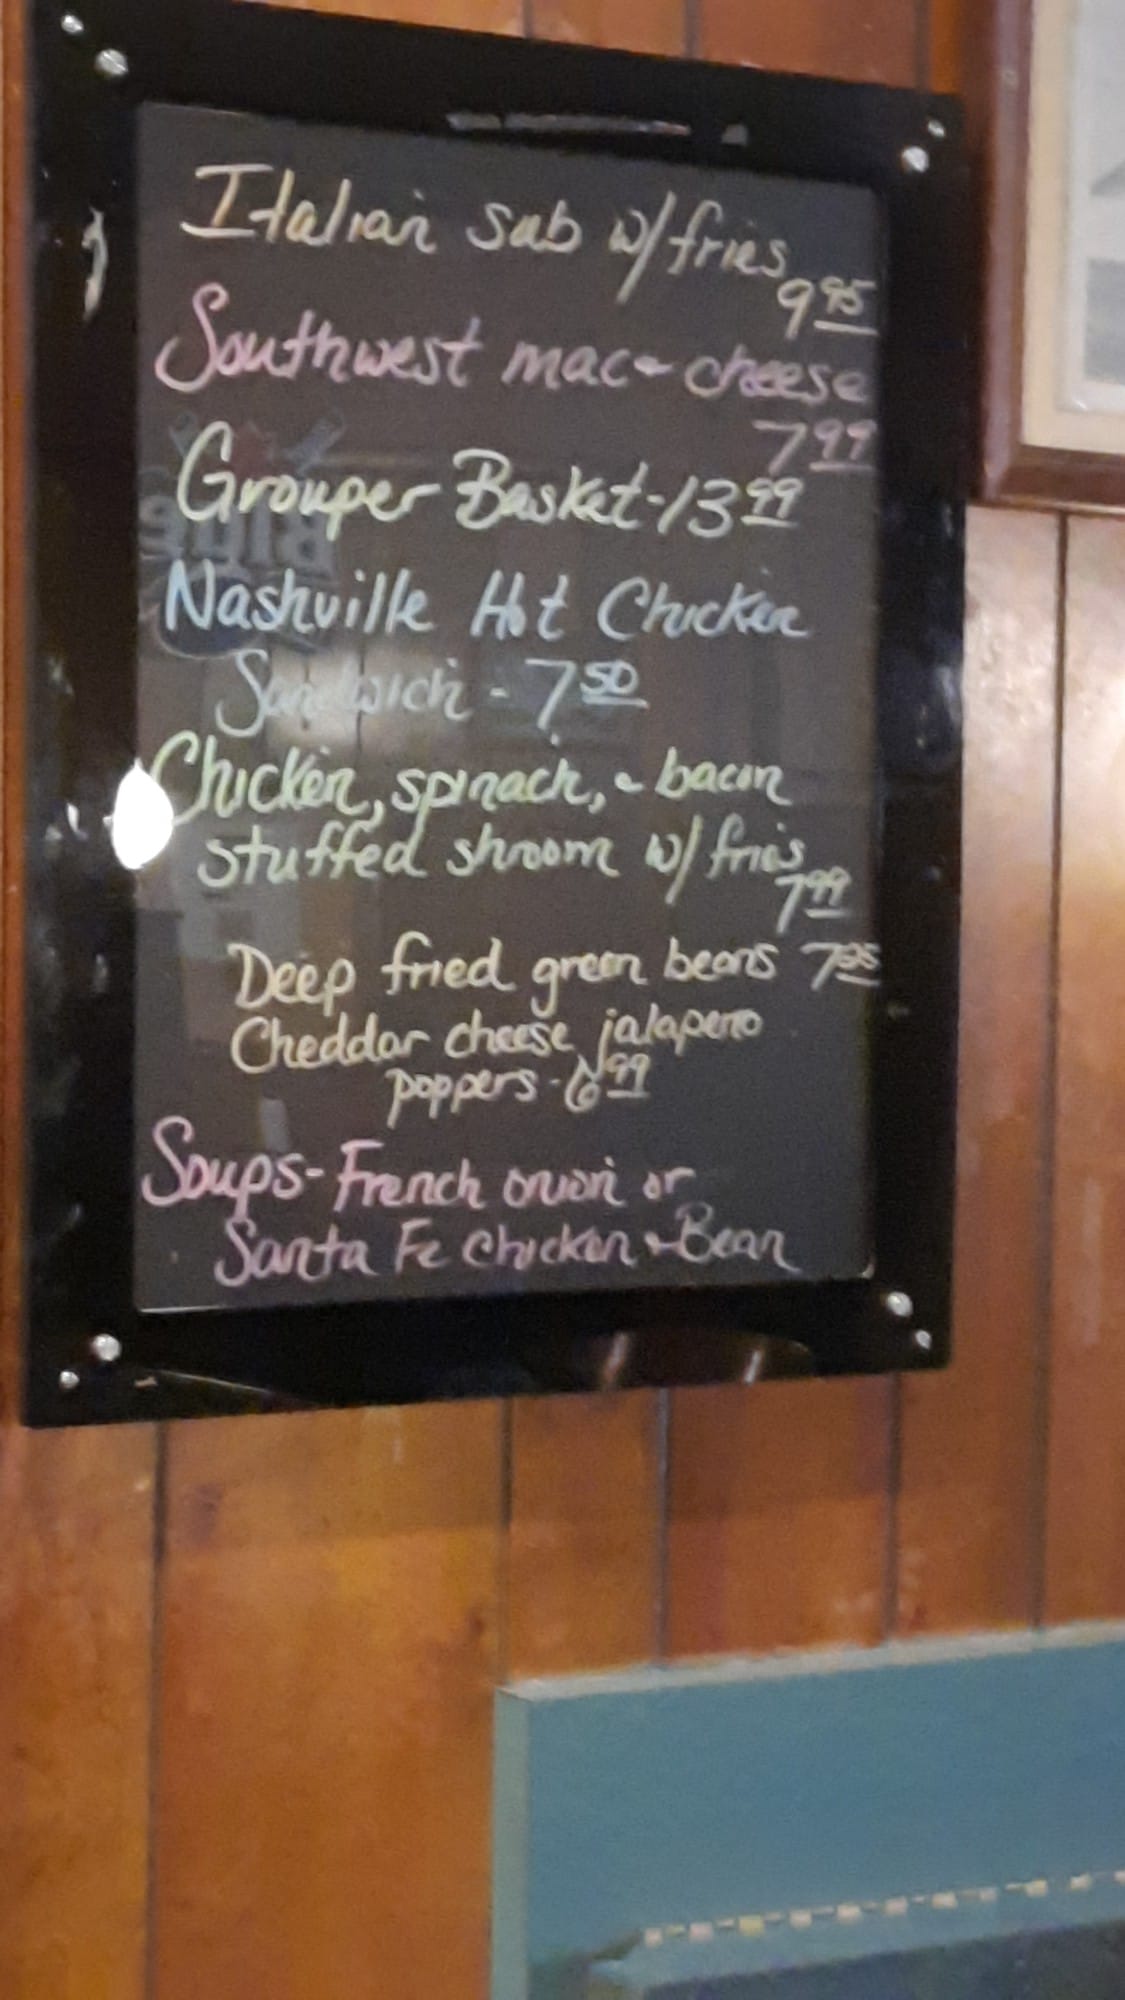 Italian sub w/fries
9 95
Southwest mac & cheese
7 99
Grouper Basket - 13 99
Nashville Hot Chicken
Sandwich - 7 50
Chicken, spinach, & bacon
stuffed shroom w/ fries
7 99
Deep fried green beans 7
Cheddar cheese jalapeno
poppers - 6 99
Soups - French onion or
Santa Fe Chicken & Bean